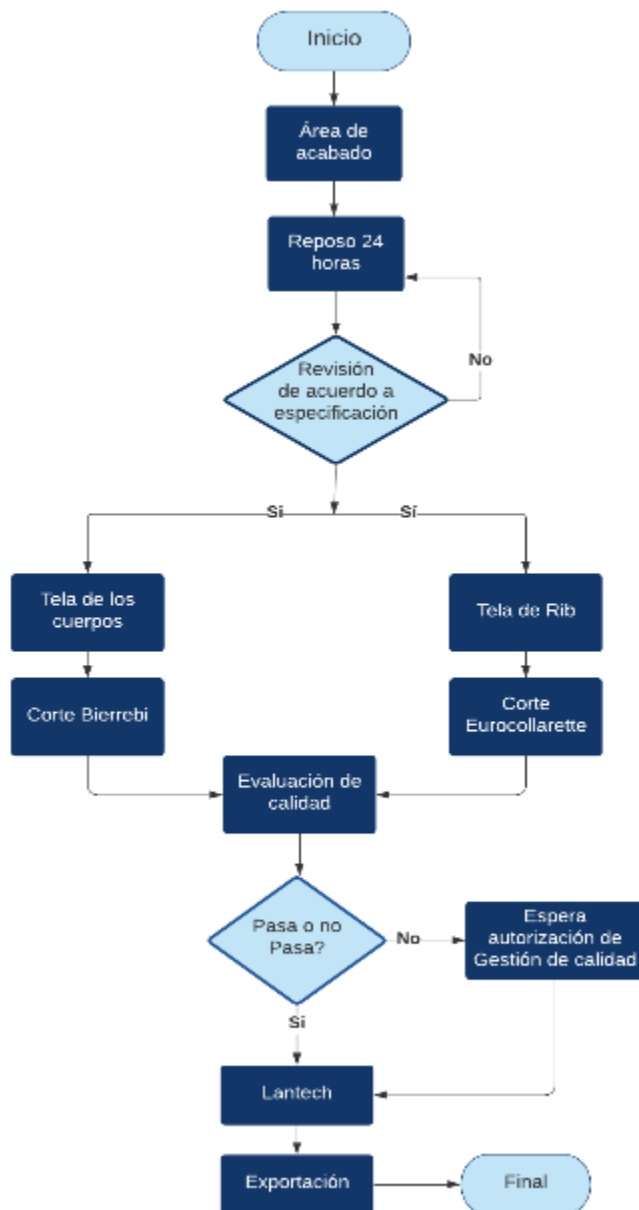 Inicio
Área de
acabado
Reposo 24
horas
Revisión
de acuerdo a
especificación
No
Si
Sí
Tela de los
cuerpos
Tela de Rib
Corte Bierrebi
Corte
Eurocollarette
Evaluación de
calidad
Pasa o no
Pasa?
No
Espera
autorización de
Gestión de calidad
Si
Lantech
Exportación
Final